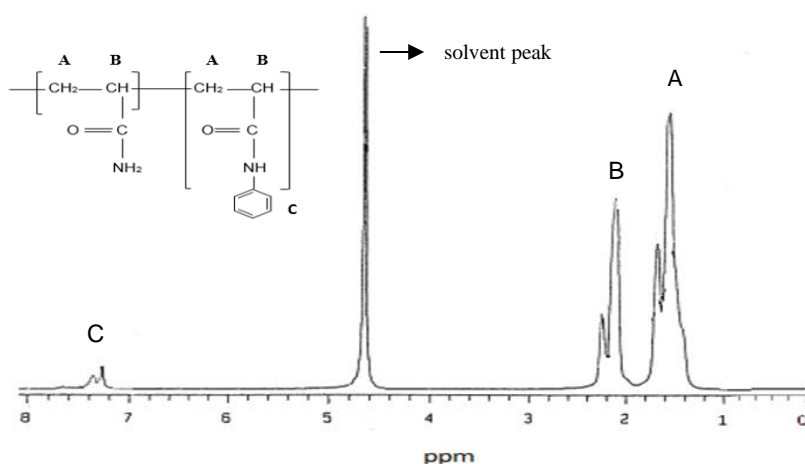 A B A B
CH₂ CH CH₂ CH
O C O C
NH₂ NH
C
solvent peak
A
B
C
8 7 6 5 4 3 2 1 0
ppm